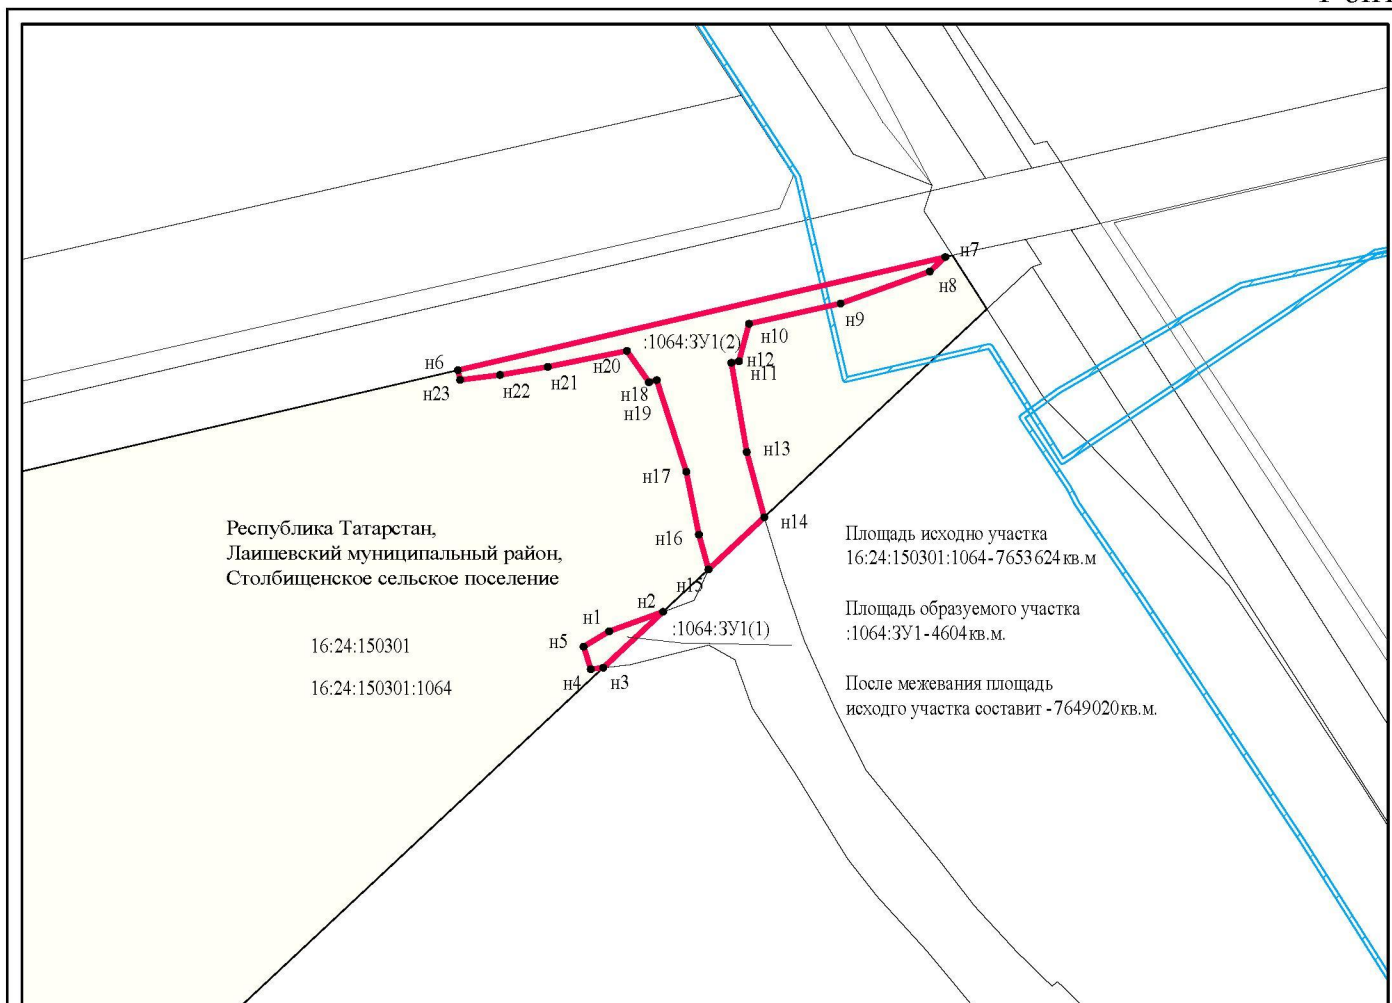 н7
н8
н9
н10
:1064:ЗУ1(2)
н12
н11
н20
н6
н21
н22
н23
н18
н19
н13
н17
н14
н16
Республика Татарстан,
Лаишевский муниципальный район,
Столбищенское сельское поселение
Площадь исходно участка
16:24:150301:1064-7653624кв.м
н15
н2
н1
:1064:ЗУ1(1)
Площадь образуемого участка
:1064:ЗУ1-4604кв.м.
н5
16:24:150301
н4
н3
16:24:150301:1064
После межевания площадь
исходго участка составит -7649020кв.м.